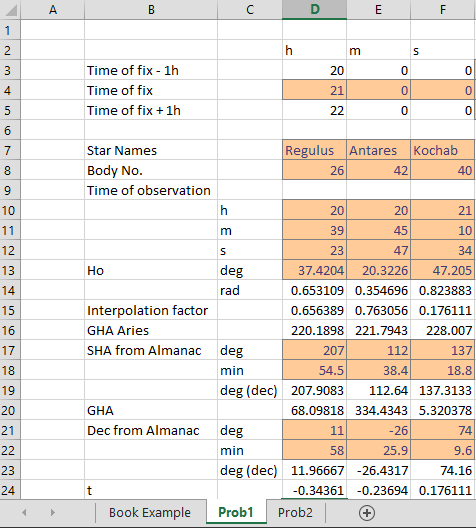 A B C D E F
1
2 h m s
3 Time of fix - 1h 20 0 0
4 Time of fix 21 0 0
5 Time of fix + 1h 22 0 0
6
7 Star Names Regulus Antares Kochab
8 Body No. 26 42 40
9 Time of observation
10 h 20 20 21
11 m 39 45 10
12 s 23 47 34
13 Ho deg 37.4204 20.3226 47.205
14 rad 0.653109 0.354696 0.823883
15 Interpolation factor 0.656389 0.763056 0.176111
16 GHA Aries 220.1898 221.7943 228.007
17 SHA from Almanac deg 207 112 137
18 min 54.5 38.4 18.8
19 deg (dec) 207.9083 112.64 137.3133
20 GHA 68.09818 334.4343 5.320378
21 Dec from Almanac deg 11 -26 74
22 min 58 25.9 9.6
23 deg (dec) 11.96667 -26.4317 74.16
24 t -0.34361 -0.23694 0.176111
Book Example Prob1 Prob2